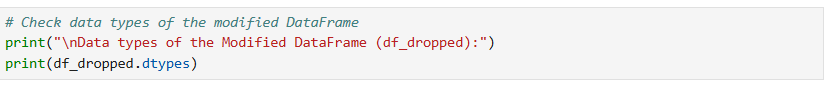 # Check data types of the modified DataFrame
print("\nData types of the Modified DataFrame (df_dropped):")
print(df_dropped.dtypes)